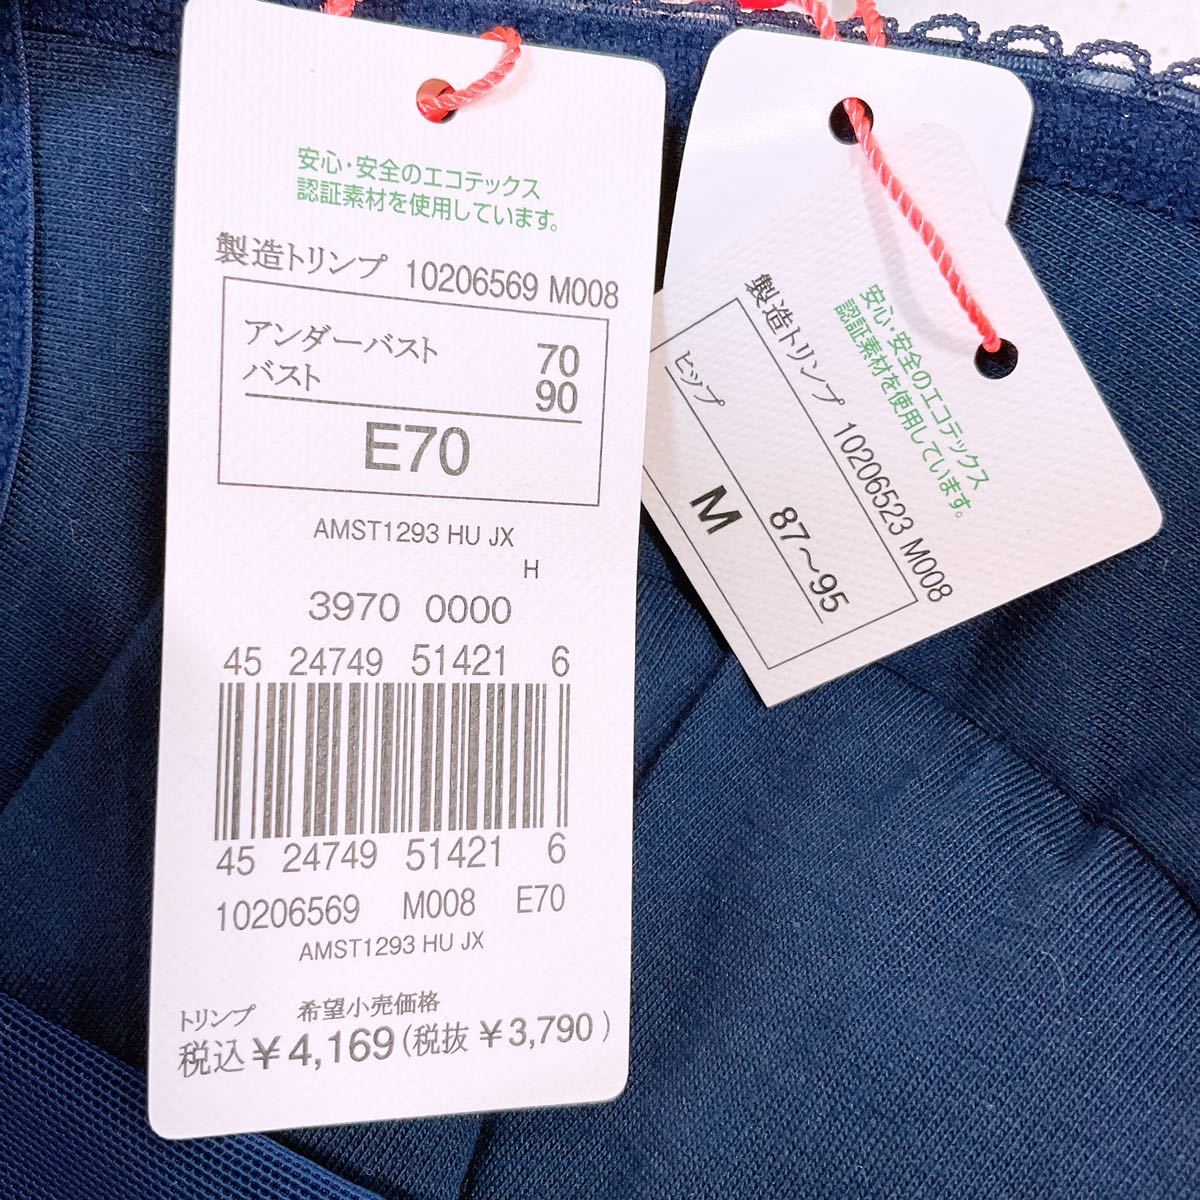 安心・安全のエコテックス
認証素材を使用しています。
製造トリンプ 10206569 M008
アンダーバスト 70
バスト 90
E70
AMST1293 HU JX
H
3970 0000
45 24749 51421 6
45 24749 51421 6
10206569 M008 E70
AMST1293 HU JX
トリンプ 希望小売価格
税込￥4,169(税抜￥3,790)
安心・安全のエコテックス
認証素材を使用しています。
製造トリンプ 10206523 M008
ヒップ 87〜95
M